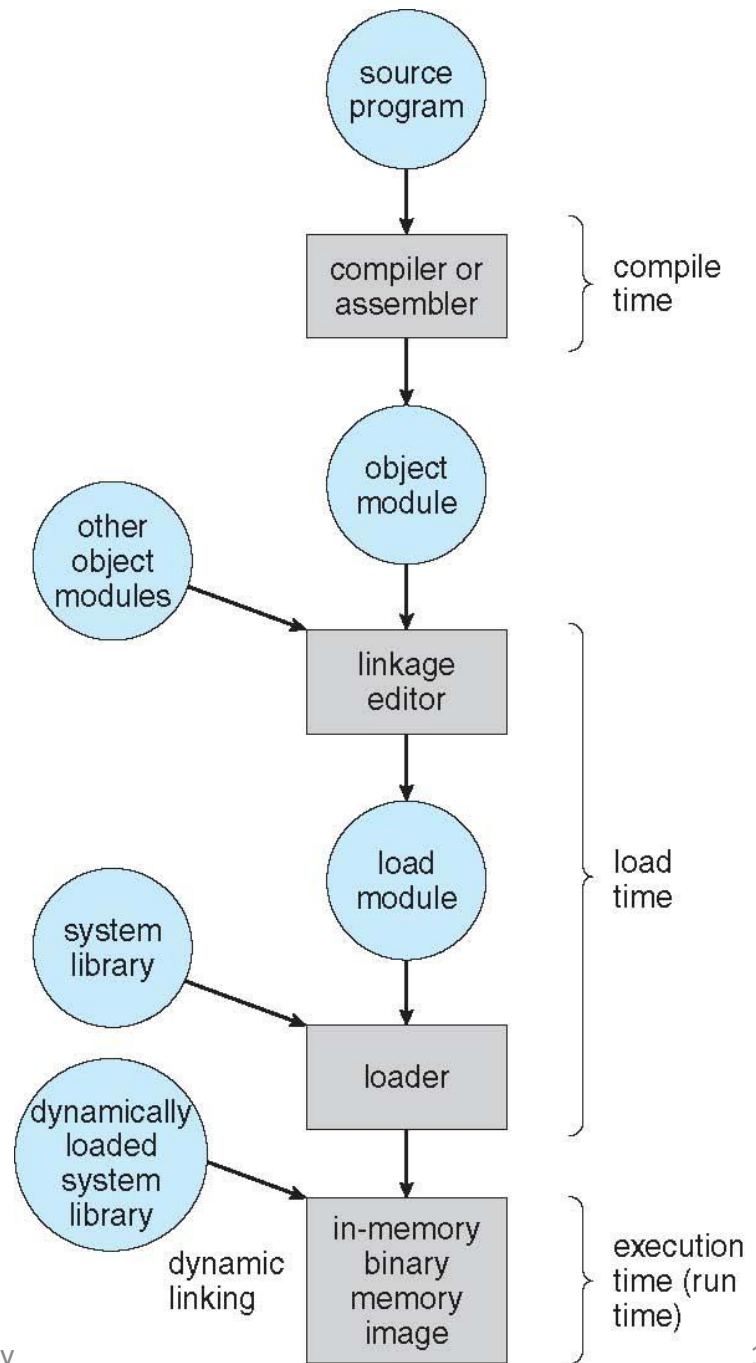 source
program
compiler or
assembler
compile
time
object
module
other
object
modules
linkage
editor
load
module
load
time
system
library
loader
dynamically
loaded
system
library
dynamic
linking
in-memory
binary
memory
image
execution
time (run
time)